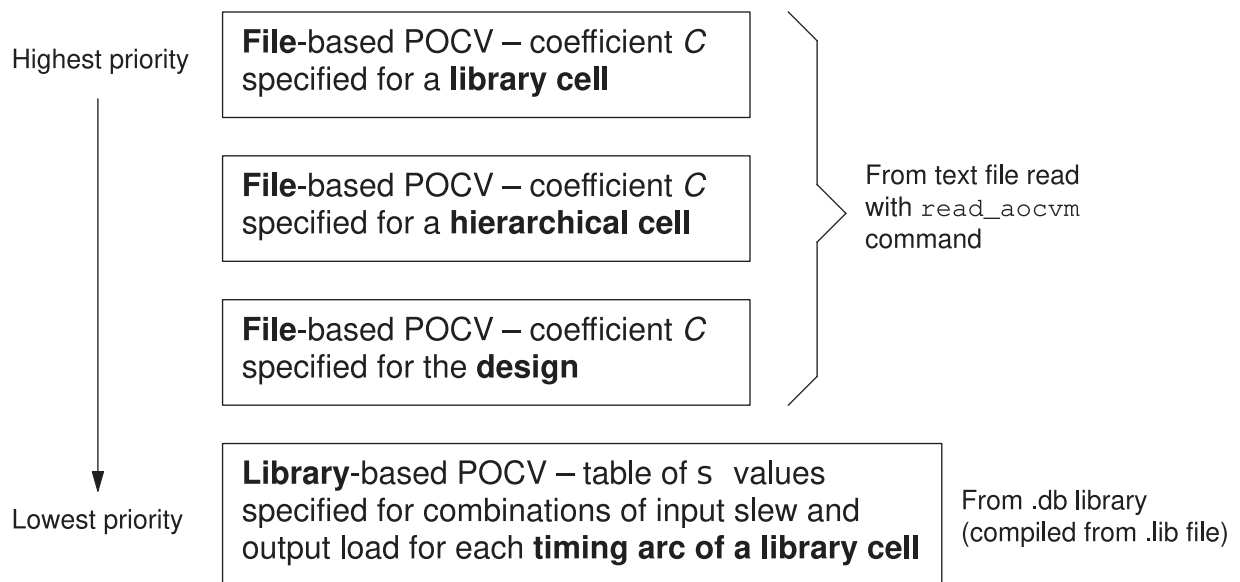 Highest priority
File-based POCV – coefficient C
specified for a library cell
File-based POCV – coefficient C
specified for a hierarchical cell
From text file read
with read_aocvm
command
File-based POCV – coefficient C
specified for the design
Library-based POCV – table of s values
specified for combinations of input slew and
output load for each timing arc of a library cell
Lowest priority
From .db library
(compiled from .lib file)